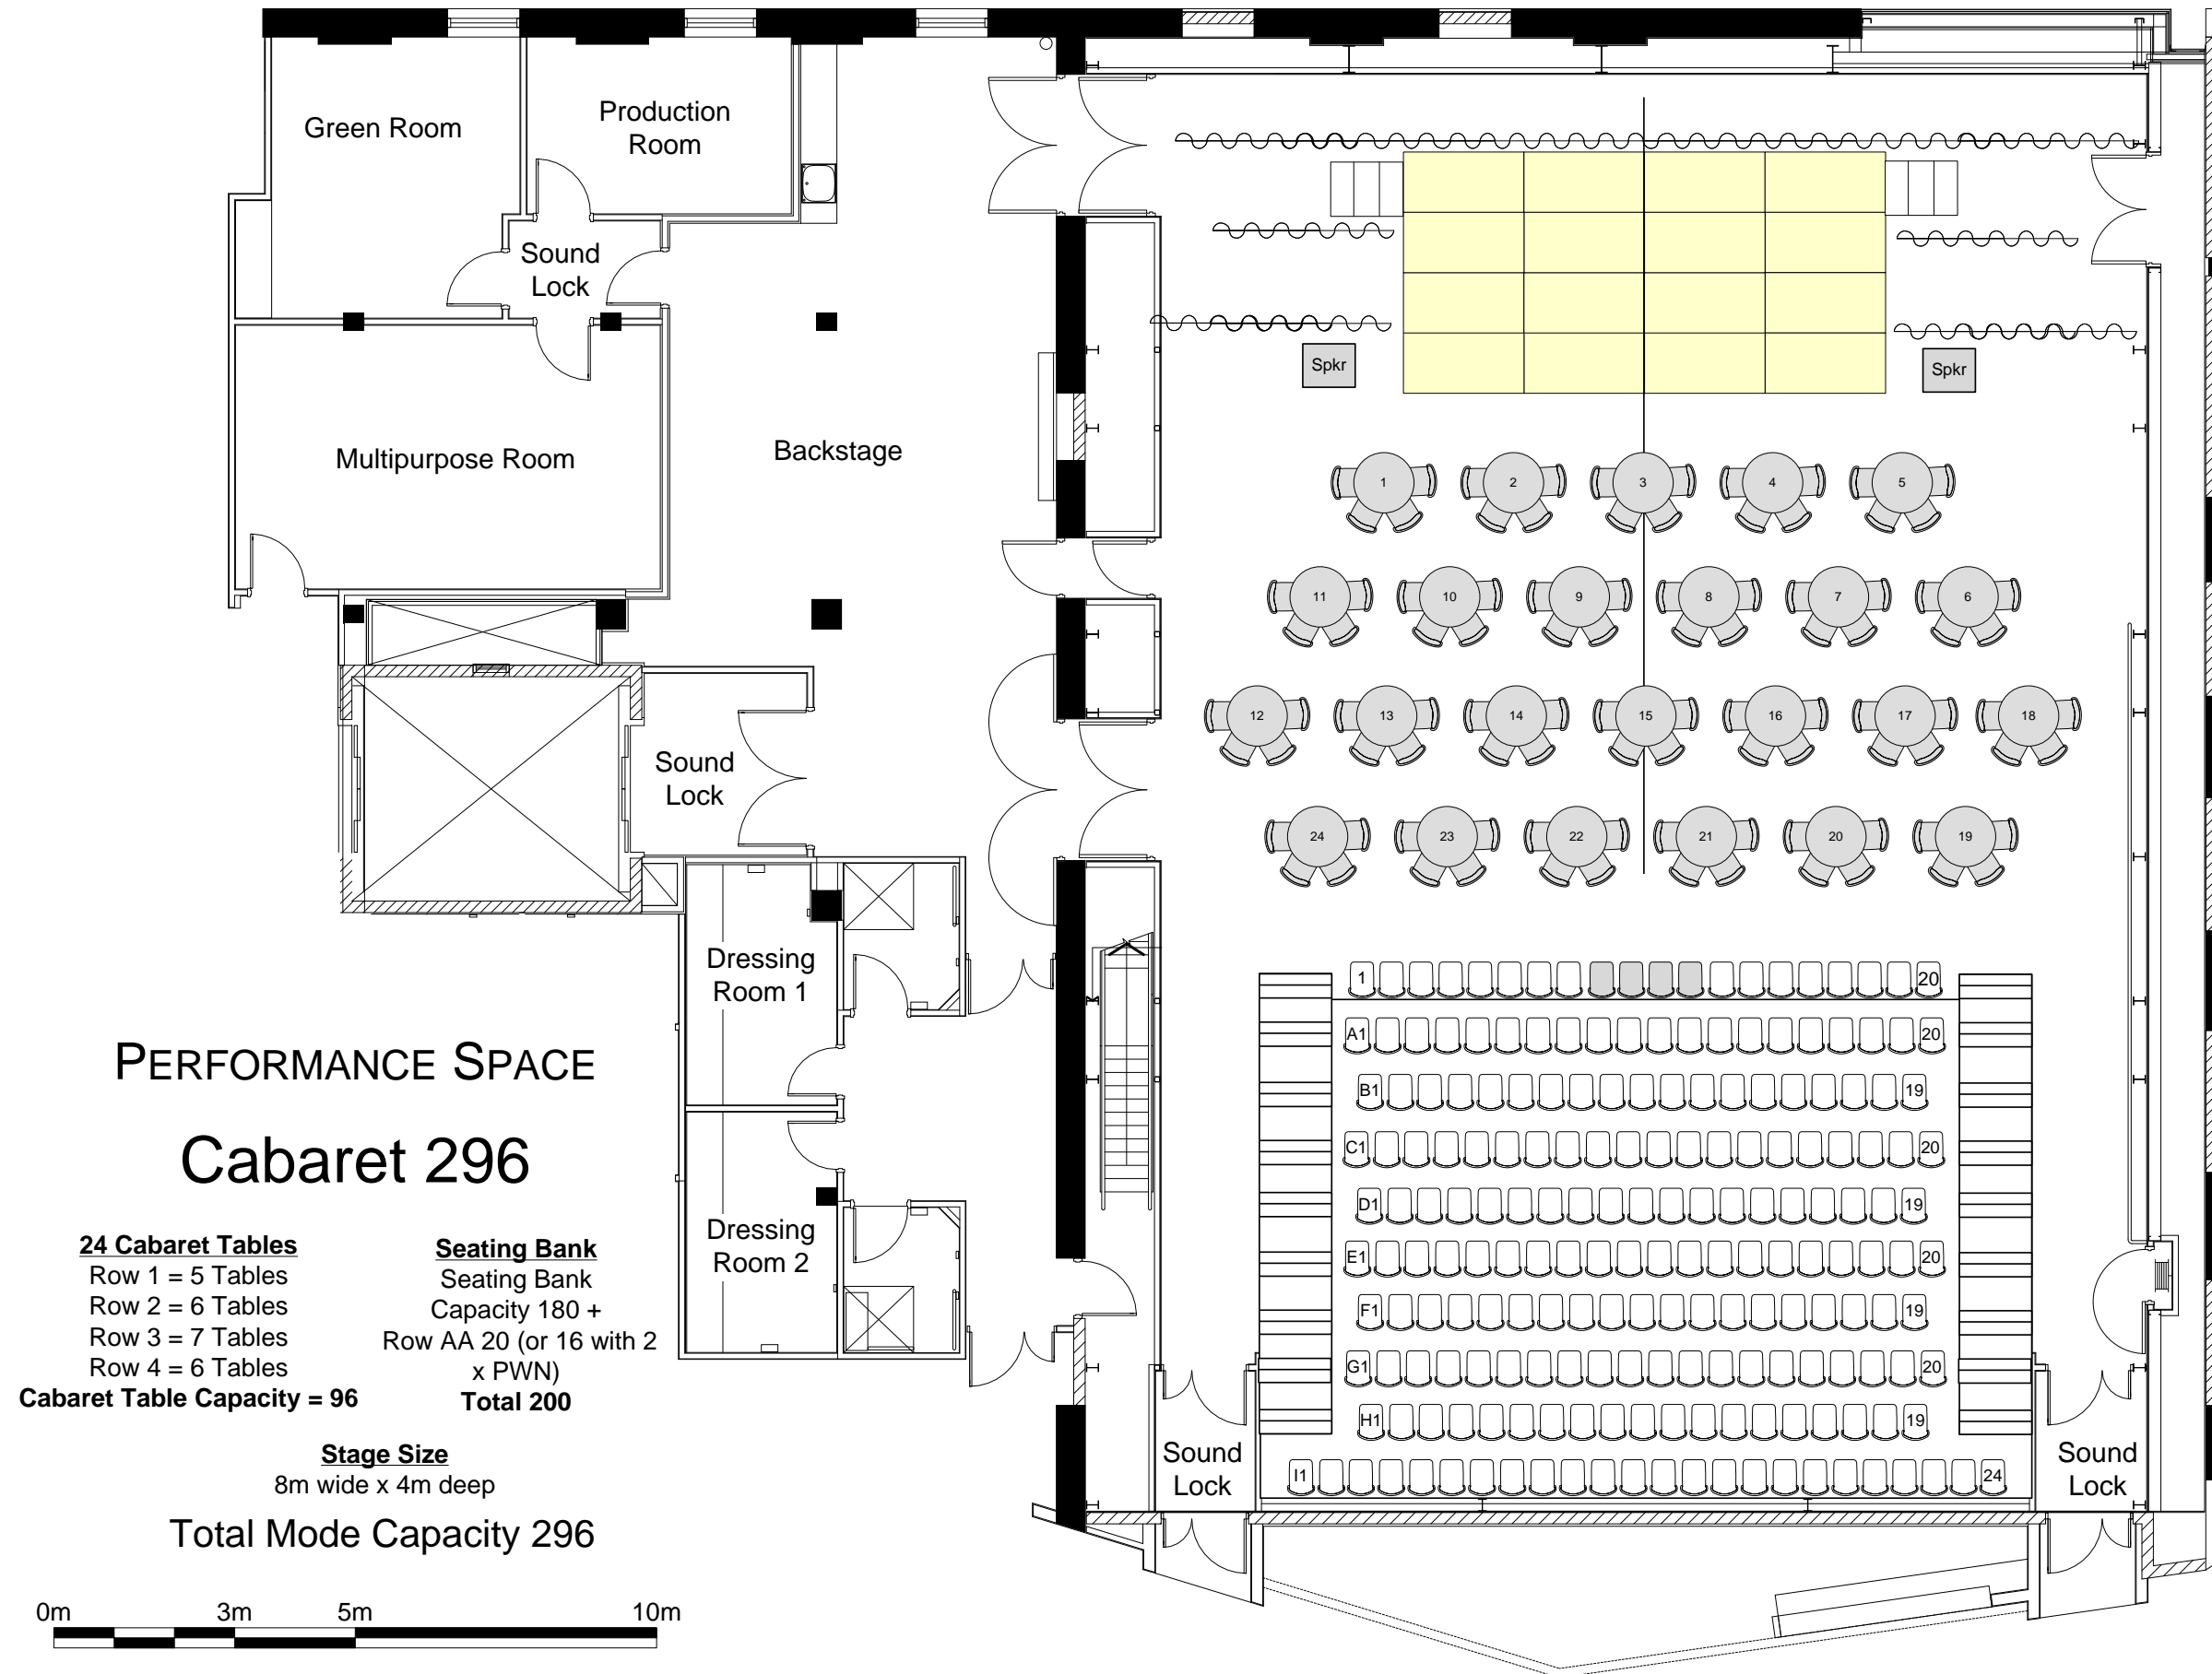 Green Room
Production
Room
Sound
Lock
Multipurpose Room
Backstage
Spkr
Spkr
1 2 3 4 5
11 10 9 8 7 6
12 13 14 15 16 17 18
24 23 22 21 20 19
Sound
Lock
Dressing
Room 1
Dressing
Room 2
1 20
A1 20
B1 19
C1 20
D1 19
E1 20
F1 19
G1 20
H1 19
I1 24
Sound
Lock
Sound
Lock
PERFORMANCE SPACE
Cabaret 296
24 Cabaret Tables
Row 1 = 5 Tables
Row 2 = 6 Tables
Row 3 = 7 Tables
Row 4 = 6 Tables
Cabaret Table Capacity = 96
Seating Bank
Seating Bank
Capacity 180 +
Row AA 20 (or 16 with 2
x PWN)
Total 200
Stage Size
8m wide x 4m deep
Total Mode Capacity 296
0m 3m 5m 10m